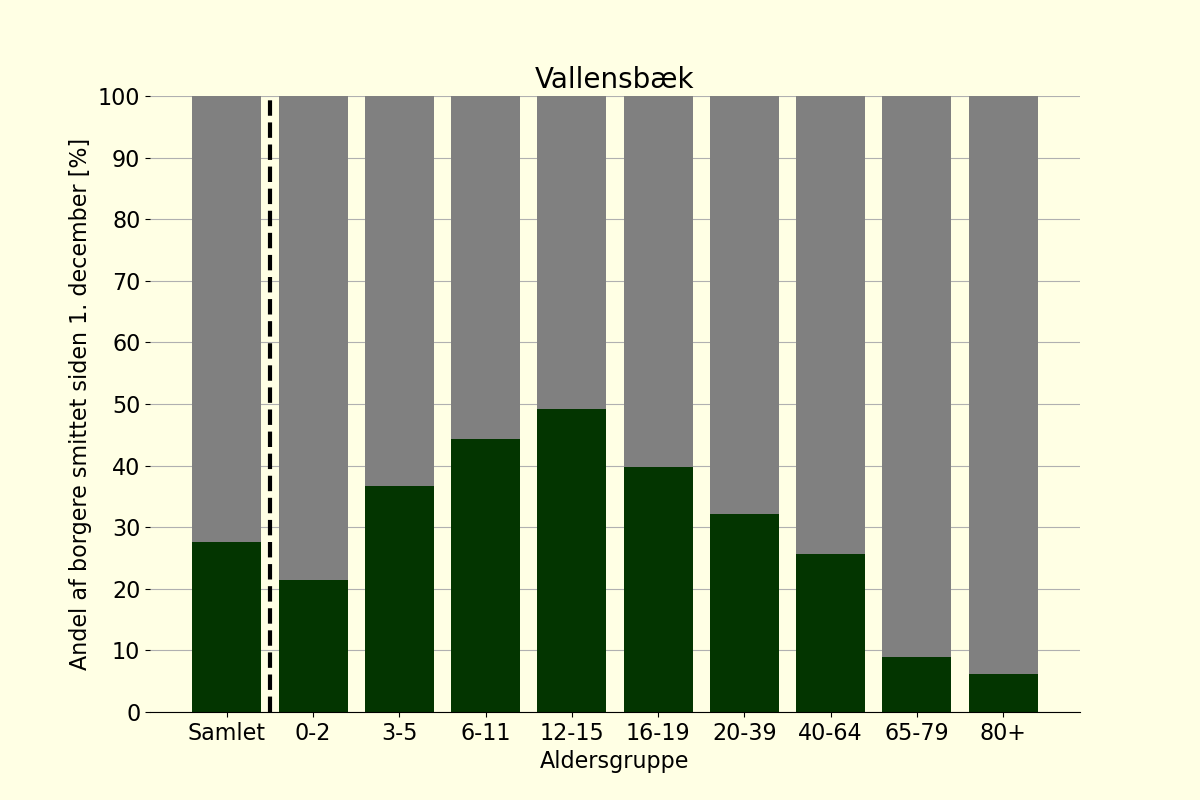 Vallensbæk
Andel af borgere smittet siden 1. december [%]
100
90
80
70
60
50
40
30
20
10
0
Samlet 0-2 3-5 6-11 12-15 16-19 20-39 40-64 65-79 80+
Aldersgruppe